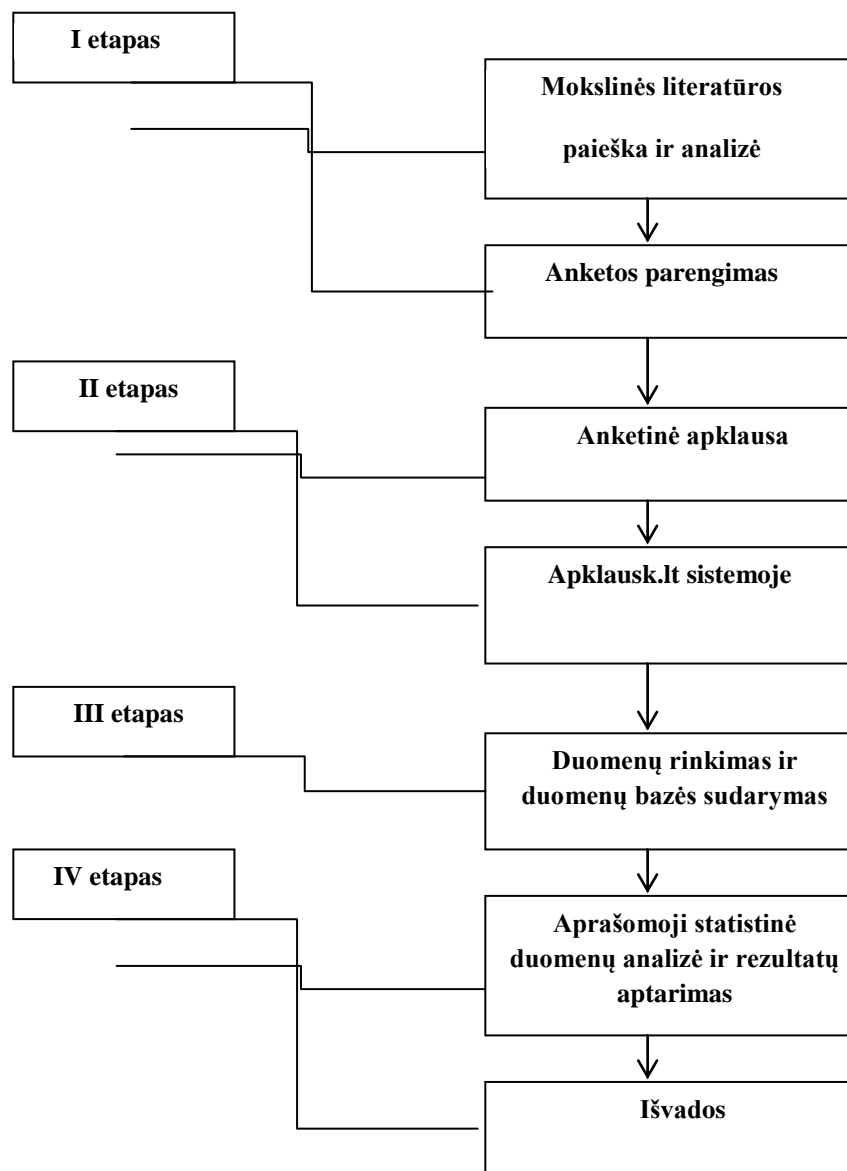 I etapas
Mokslinės literatūros
paieška ir analizė
Anketos parengimas
II etapas
Anketinė apklausa
Apklausk.lt sistemoje
III etapas
Duomenų rinkimas ir
duomenų bazės sudarymas
IV etapas
Aprašomoji statistinė
duomenų analizė ir rezultatų
aptarimas
Išvados